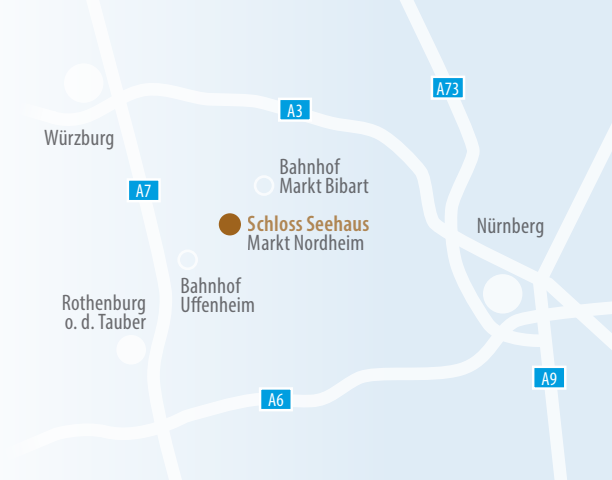 A73
A3
Würzburg
Bahnhof
Markt Bibart
A7
Schloss Seehaus
Markt Nordheim
Nürnberg
Bahnhof
Uffenheim
Rothenburg
o. d. Tauber
A9
A6